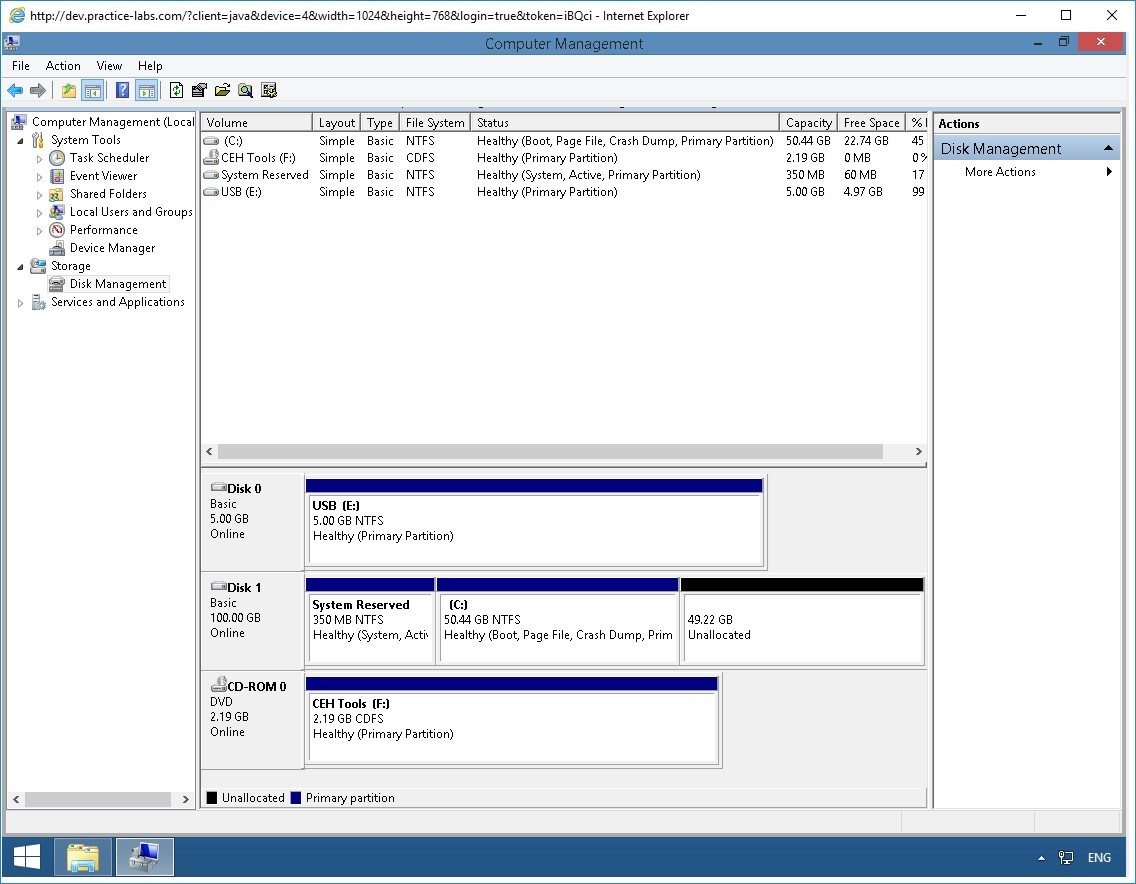 http://dev.practice-labs.com/?client=java&device=4&width=1024&height=768&login=true&token=iBQci - Internet Explorer
Computer Management
File Action View Help
Computer Management (Local
System Tools
Task Scheduler
Event Viewer
Shared Folders
Local Users and Groups
Performance
Device Manager
Storage
Disk Management
Services and Applications
Volume Layout Type File System Status Capacity Free Space %
(C:) Simple Basic NTFS Healthy (Boot, Page File, Crash Dump, Primary Partition) 50.44 GB 22.74 GB 45
CEH Tools (F:) Simple Basic CDFS Healthy (Primary Partition) 2.19 GB 0 MB 0%
System Reserved Simple Basic NTFS Healthy (System, Active, Primary Partition) 350 MB 60 MB 17
USB (E:) Simple Basic NTFS Healthy (Primary Partition) 5.00 GB 4.97 GB 99
Disk 0
Basic
5.00 GB
Online
USB (E:)
5.00 GB NTFS
Healthy (Primary Partition)
Disk 1
Basic
100.00 GB
Online
System Reserved
350 MB NTFS
Healthy (System, Acti
(C:)
50.44 GB NTFS
Healthy (Boot, Page File, Crash Dump, Prim
49.22 GB
Unallocated
CD-ROM 0
DVD
2.19 GB
Online
CEH Tools (F:)
2.19 GB CDFS
Healthy (Primary Partition)
Unallocated Primary partition
Actions
Disk Management
More Actions
ENG